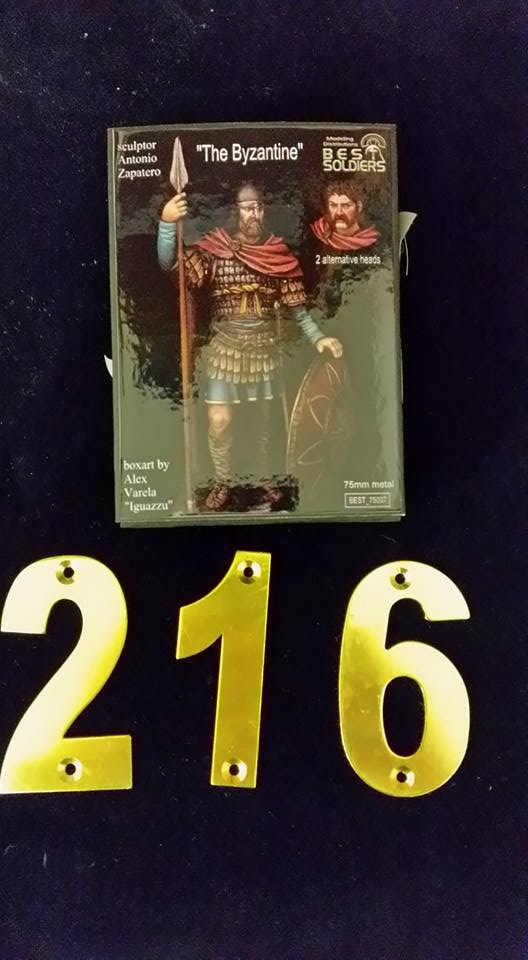 sculptor
Antonio
Zapatero
"The Byzantine"
Modelling
Distributions
BEST
SOLDIERS
2 alternative heads
boxart by
Alex
Varela
"Iguazzu"
75mm metal
BEST_75007
216